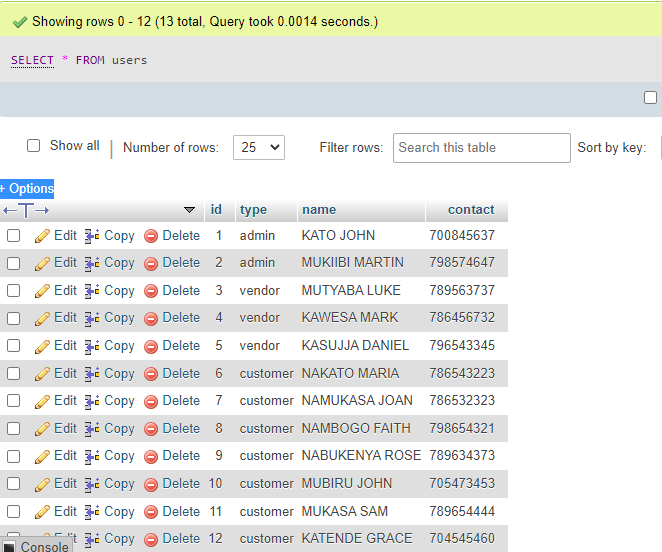 Showing rows 0 - 12 (13 total, Query took 0.0014 seconds.)
SELECT * FROM users
Show all | Number of rows: 25 Filter rows: Search this table Sort by key:
+ Options
←T→ id type name contact
Edit Copy Delete 1 admin KATO JOHN 700845637
Edit Copy Delete 2 admin MUKIIBI MARTIN 798574647
Edit Copy Delete 3 vendor MUTYABA LUKE 789563737
Edit Copy Delete 4 vendor KAWESA MARK 786456732
Edit Copy Delete 5 vendor KASUJJA DANIEL 796543345
Edit Copy Delete 6 customer NAKATO MARIA 786543223
Edit Copy Delete 7 customer NAMUKASA JOAN 786532323
Edit Copy Delete 8 customer NAMBOGO FAITH 798654321
Edit Copy Delete 9 customer NABUKENYA ROSE 789634373
Edit Copy Delete 10 customer MUBIRU JOHN 705473453
Edit Copy Delete 11 customer MUKASA SAM 789654444
Edit Copy Delete 12 customer KATENDE GRACE 704545460
Console